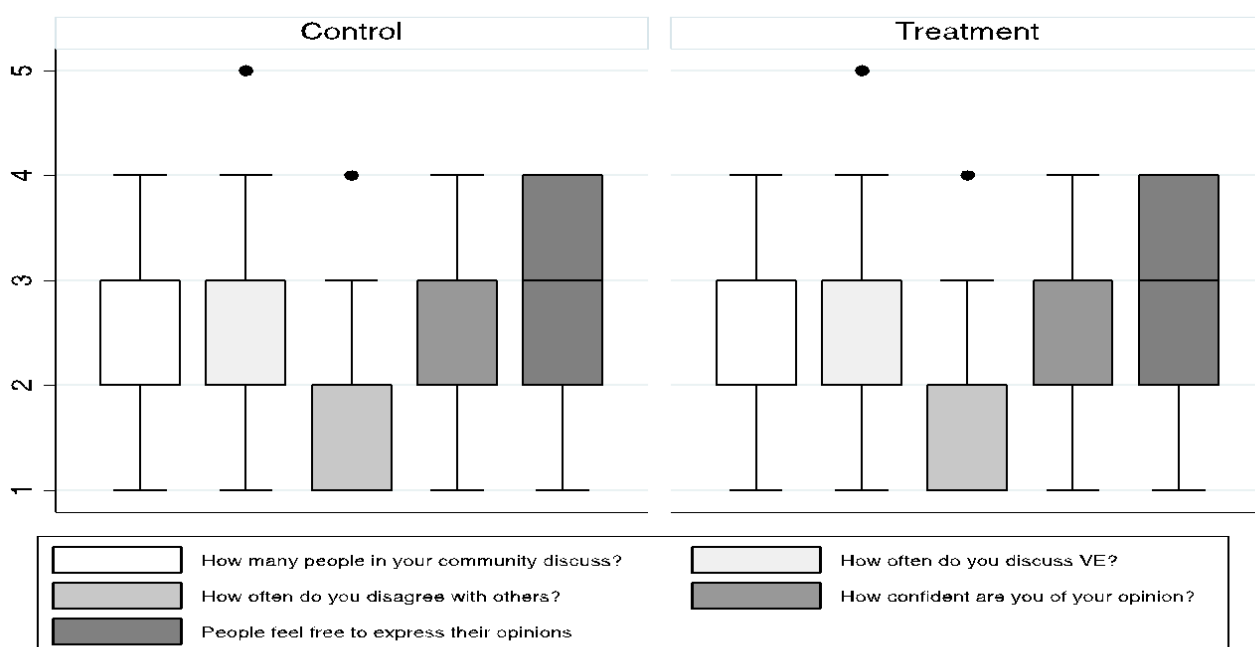 Control Treatment
5
4
3
2
1
How many people in your community discuss? How often do you discuss VE?
How often do you disagree with others? How confident are you of your opinion?
People feel free to express their opinions